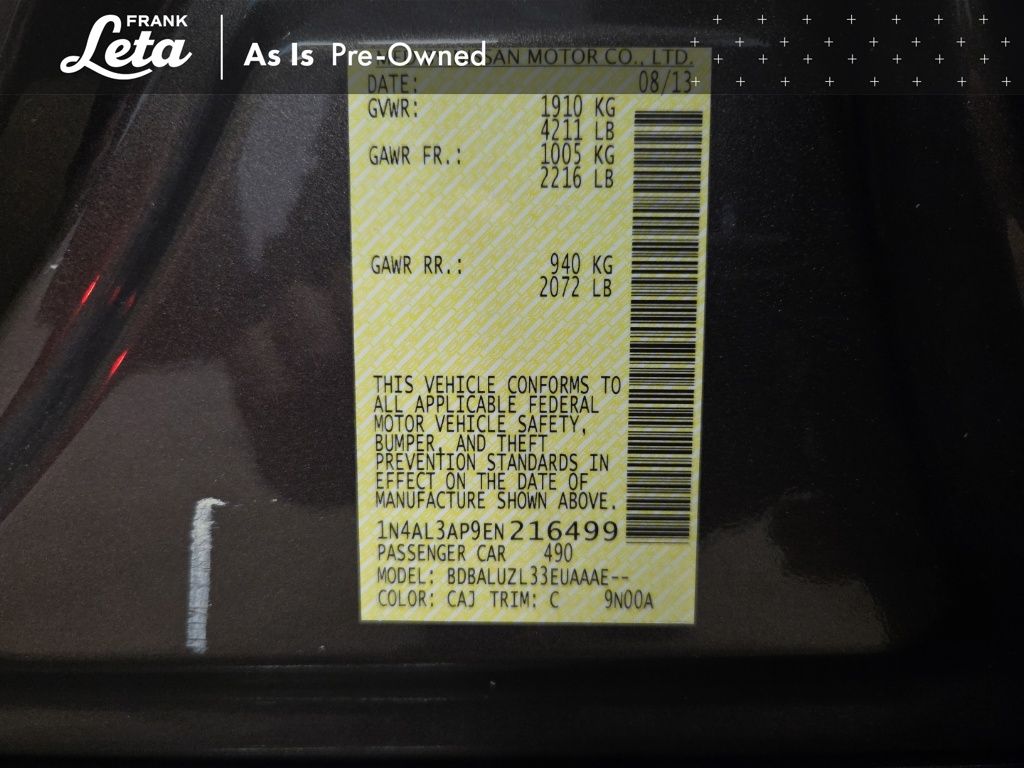 FRANK
Leta
As Is Pre-Owned
MOTOR CO., LTD.
DATE: 08/13
GVWR: 1910 KG
4211 LB
GAWR FR.: 1005 KG
2216 LB
GAWR RR.: 940 KG
2072 LB
THIS VEHICLE CONFORMS TO
ALL APPLICABLE FEDERAL
MOTOR VEHICLE SAFETY,
BUMPER, AND THEFT
PREVENTION STANDARDS IN
EFFECT ON THE DATE OF
MANUFACTURE SHOWN ABOVE.
1N4AL3AP9EN216499
PASSENGER CAR 490
MODEL: BDBALUZL33EUAAAE--
COLOR: CAJ TRIM: C 9N00A